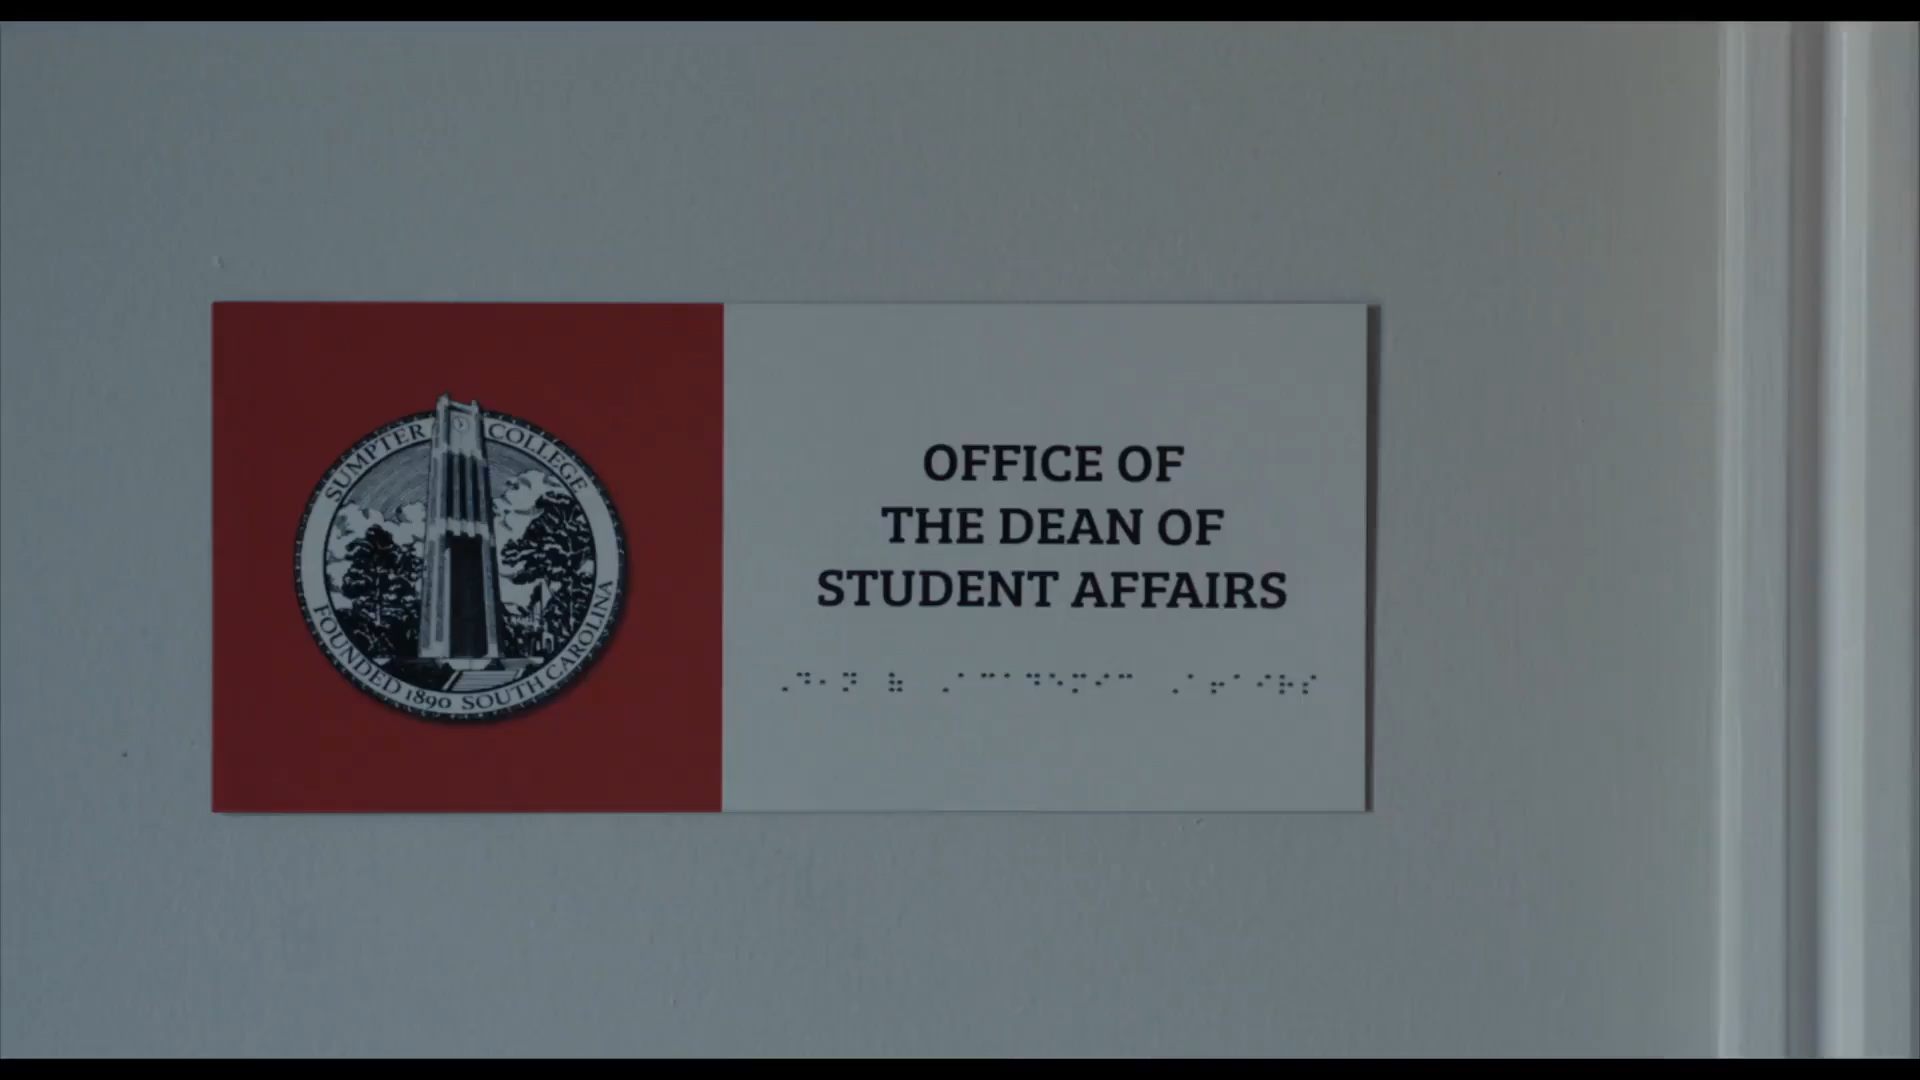 SUMPTER COLLEGE
FOUNDED 1890 SOUTH CAROLINA
OFFICE OF
THE DEAN OF
STUDENT AFFAIRS